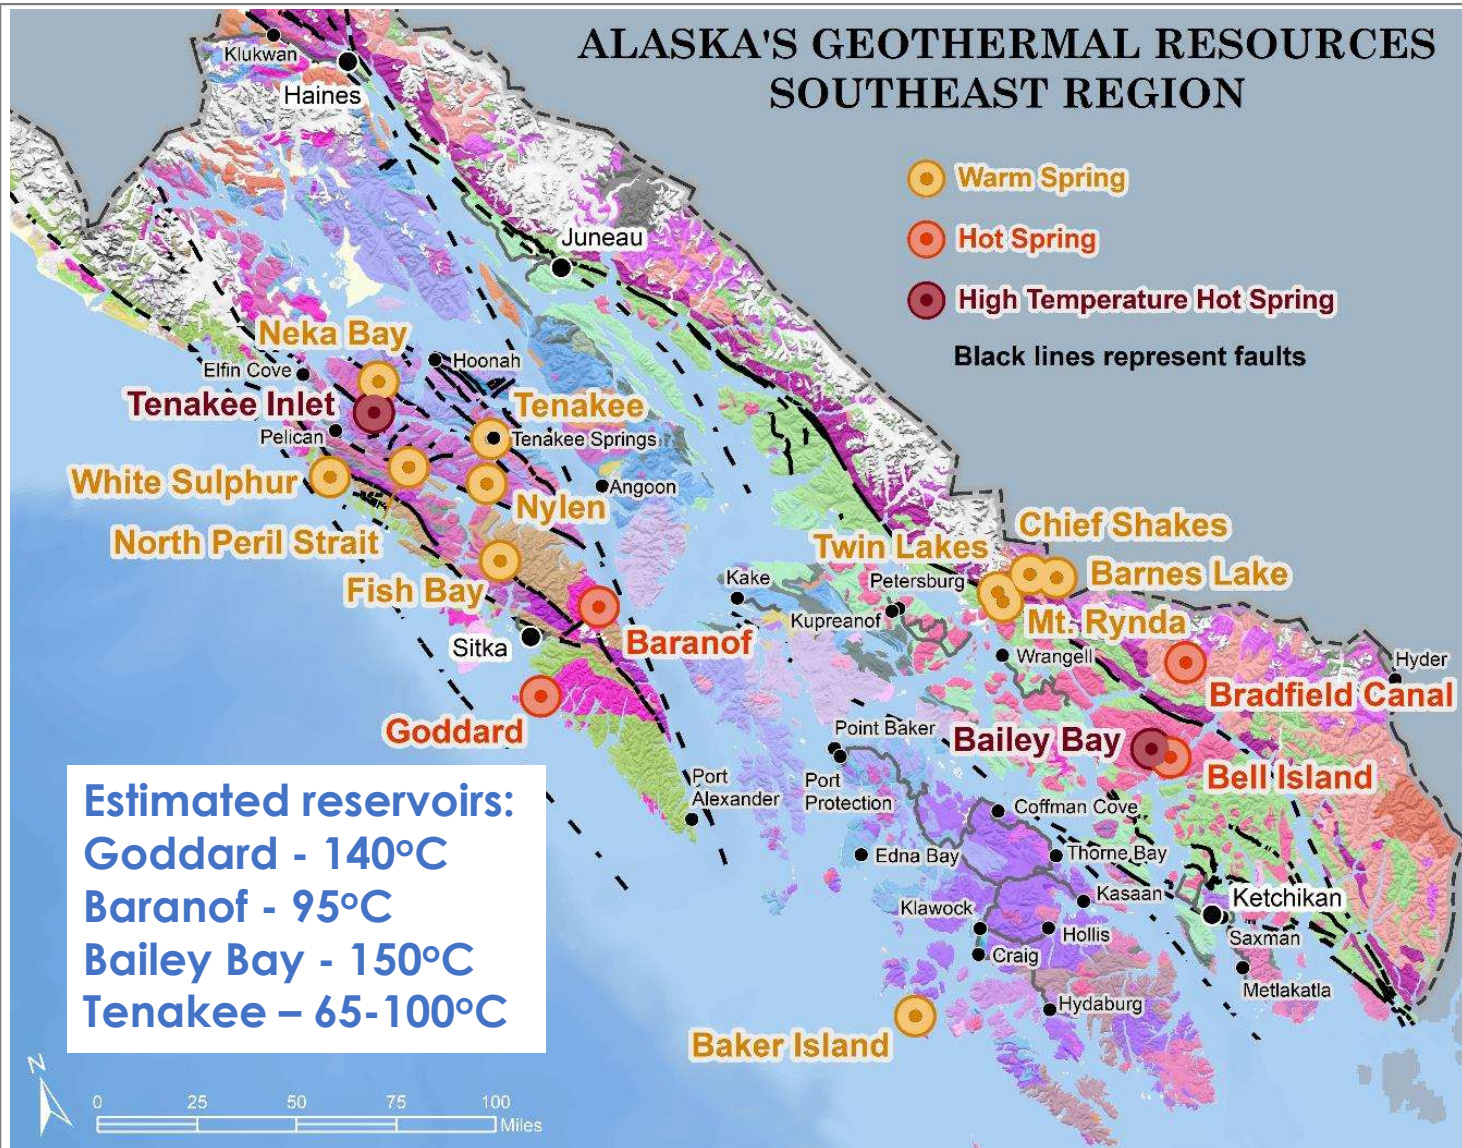 ALASKA'S GEOTHERMAL RESOURCES
SOUTHEAST REGION
Warm Spring
Hot Spring
High Temperature Hot Spring
Black lines represent faults
Klukwan
Haines
Juneau
Neka Bay
Hoonah
Elfin Cove
Tenakee Inlet
Tenakee
Pelican
Tenakee Springs
White Sulphur
Angoon
Nylen
North Peril Strait
Fish Bay
Chief Shakes
Twin Lakes
Barnes Lake
Kake
Petersburg
Kupreanof
Mt. Rynda
Sitka
Baranof
Wrangell
Hyder
Bradfield Canal
Goddard
Point Baker
Bailey Bay
Bell Island
Port
Alexander
Port
Protection
Coffman Cove
Edna Bay
Thorne Bay
Kasaan
Klawock
Ketchikan
Hollis
Saxman
Craig
Metlakatla
Hydaburg
Baker Island
Estimated reservoirs:
Goddard - 140°C
Baranof - 95°C
Bailey Bay - 150°C
Tenakee – 65-100°C
N
0 25 50 75 100
Miles